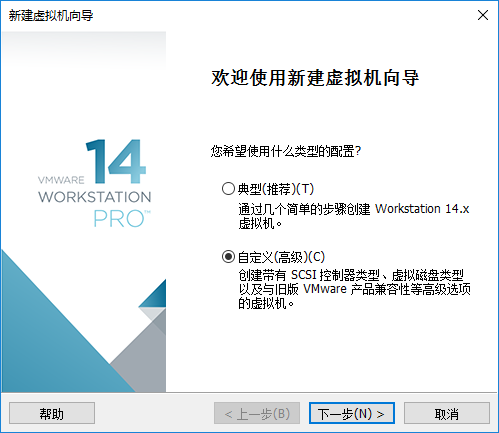 新建虚拟机向导
欢迎使用新建虚拟机向导
14
VMWARE
WORKSTATION
PRO™
您希望使用什么类型的配置?
典型(推荐)(T)
通过几个简单的步骤创建 Workstation 14.x
虚拟机。
自定义(高级)(C)
创建带有 SCSI 控制器类型、虚拟磁盘类型
以及与旧版 VMware 产品兼容性等高级选项
的虚拟机。
帮助
< 上一步(B)
下一步(N) >
取消